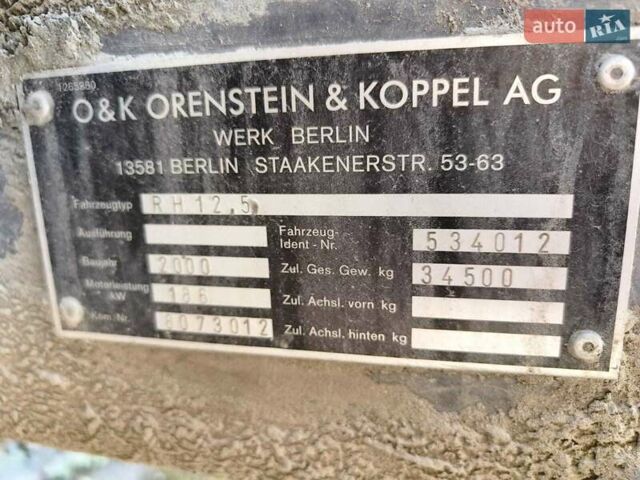 auto RIA
1265880
O&K ORENSTEIN & KOPPEL AG
WERK BERLIN
13581 BERLIN STAAKENERSTR. 53-63
Fahrzeugtyp RH12.5
Ausführung
Fahrzeug-
Ident-Nr. 534012
Baujahr 2000 Zul. Ges. Gew. kg 34500
Motorleistung
kW 186 Zul. Achsl. vorn kg
Kom.-Nr. 6073012 Zul. Achsl. hinten kg